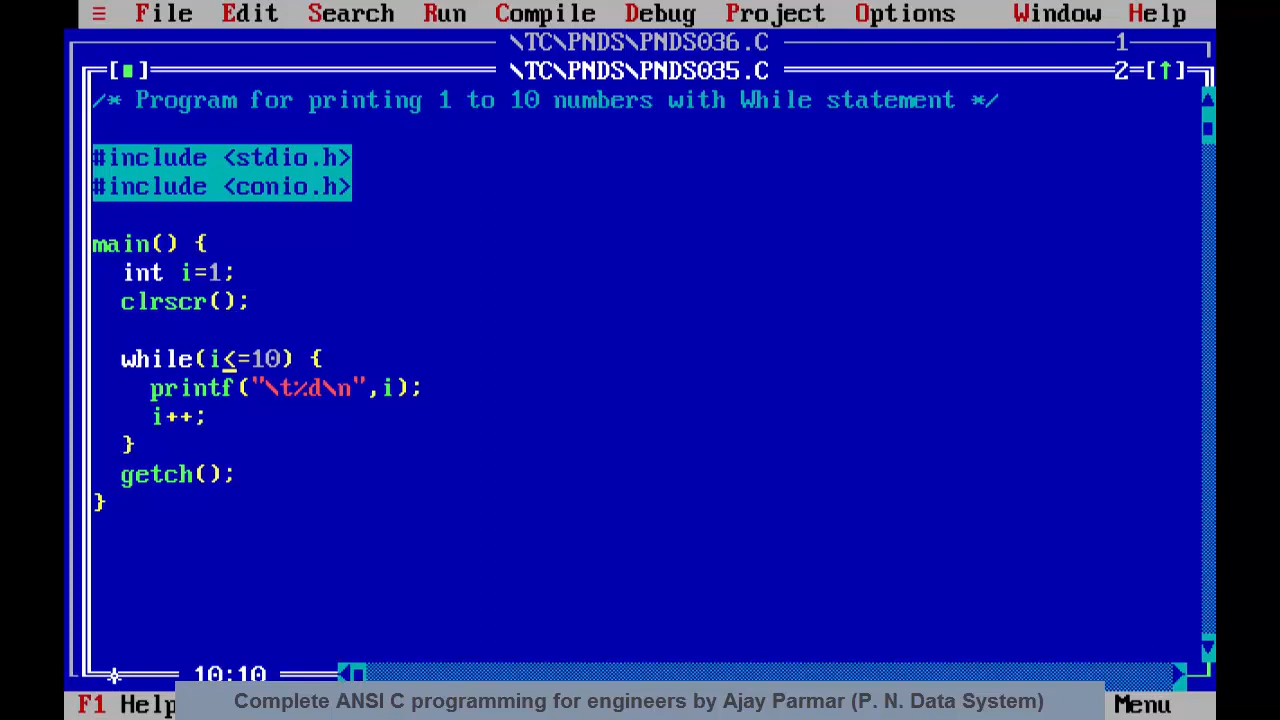 ≡ File Edit Search Run Compile Debug Project Options Window Help
\TC\PNDS\PNDS036.C 1
[■] \TC\PNDS\PNDS035.C 2=[↑]
/* Program for printing 1 to 10 numbers with While statement */
#include <stdio.h>
#include <conio.h>
main() {
int i=1;
clrscr();
while(i<=10) {
printf("\t%d\n",i);
i++;
}
getch();
}
10:10
F1 Help Menu
Complete ANSI C programming for engineers by Ajay Parmar (P. N. Data System)